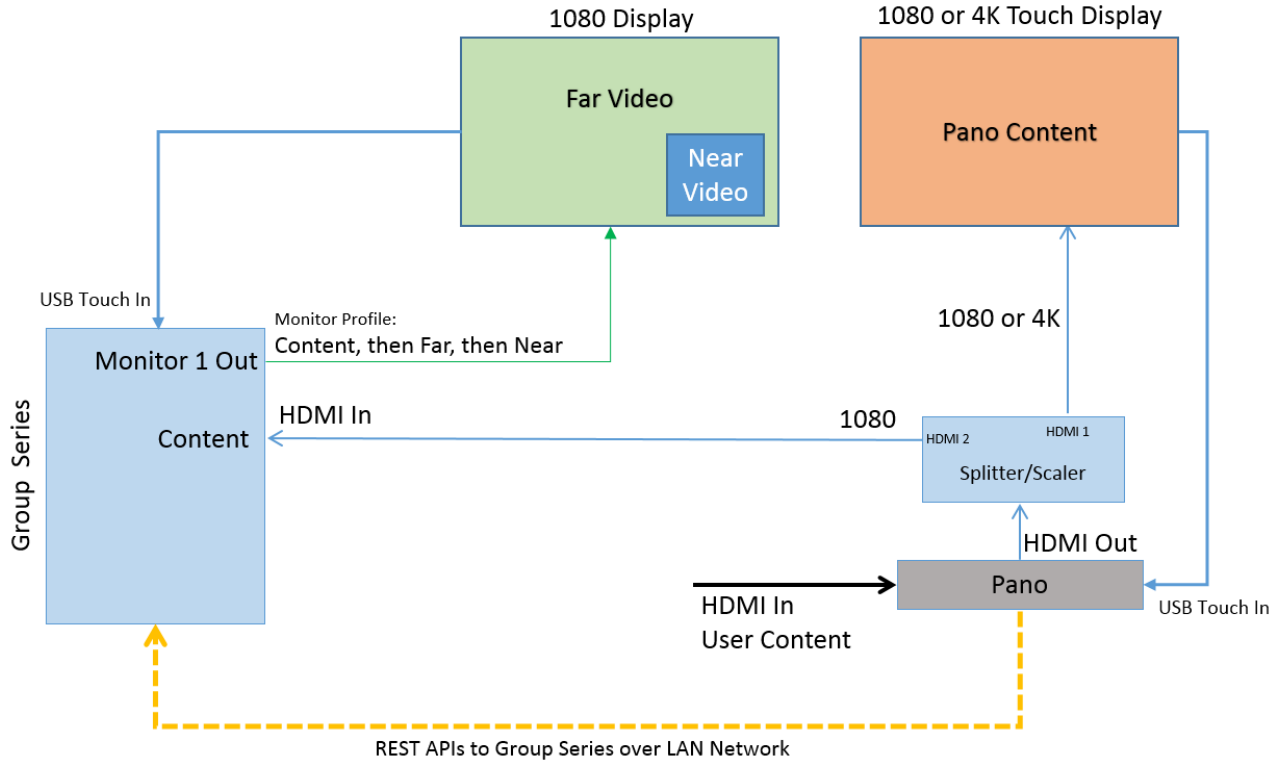 1080 Display
1080 or 4K Touch Display
Far Video
Near
Video
Pano Content
USB Touch In
Monitor Profile:
Content, then Far, then Near
1080 or 4K
Monitor 1 Out
HDMI In
1080
Content
HDMI 2
HDMI 1
Splitter/Scaler
Group Series
HDMI Out
Pano
HDMI In
User Content
USB Touch In
REST APIs to Group Series over LAN Network